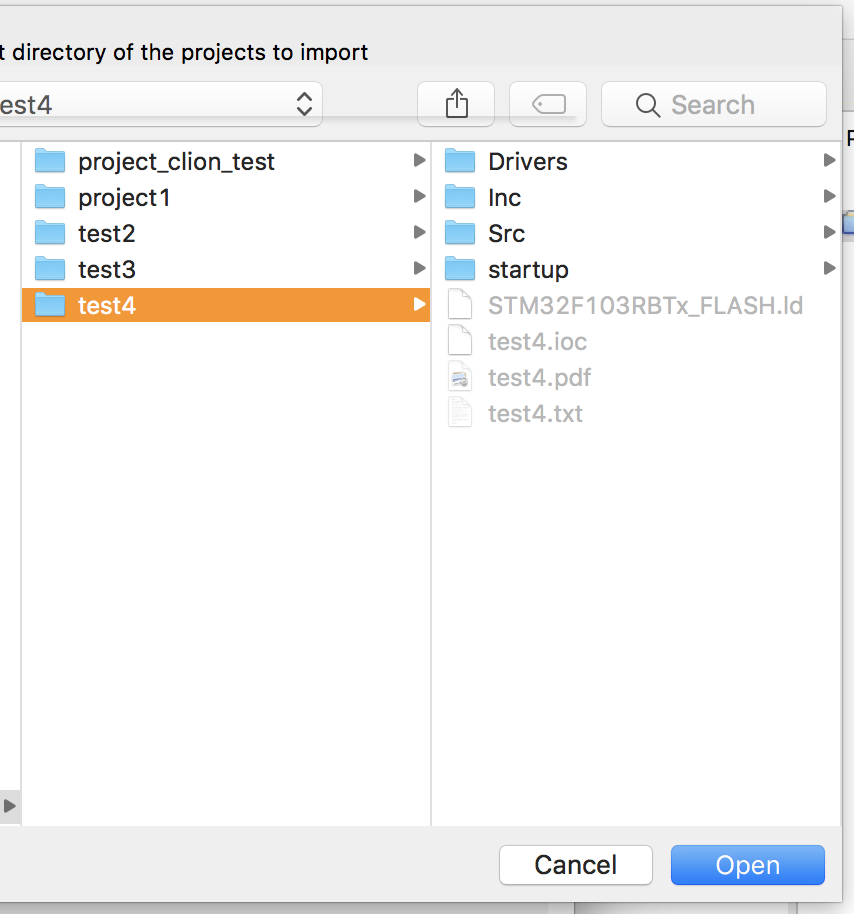 t directory of the projects to import
est4
Search
project_clion_test
project1
test2
test3
test4
Drivers
Inc
Src
startup
STM32F103RBTx_FLASH.ld
test4.ioc
test4.pdf
test4.txt
Cancel
Open